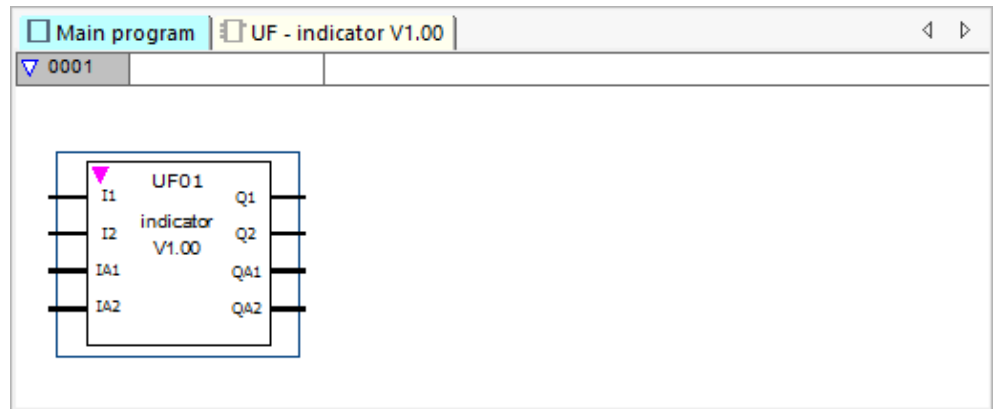 Main program UF - indicator V1.00
0001
UF01
I1 Q1
indicator
I2 Q2
V1.00
IA1 QA1
IA2 QA2